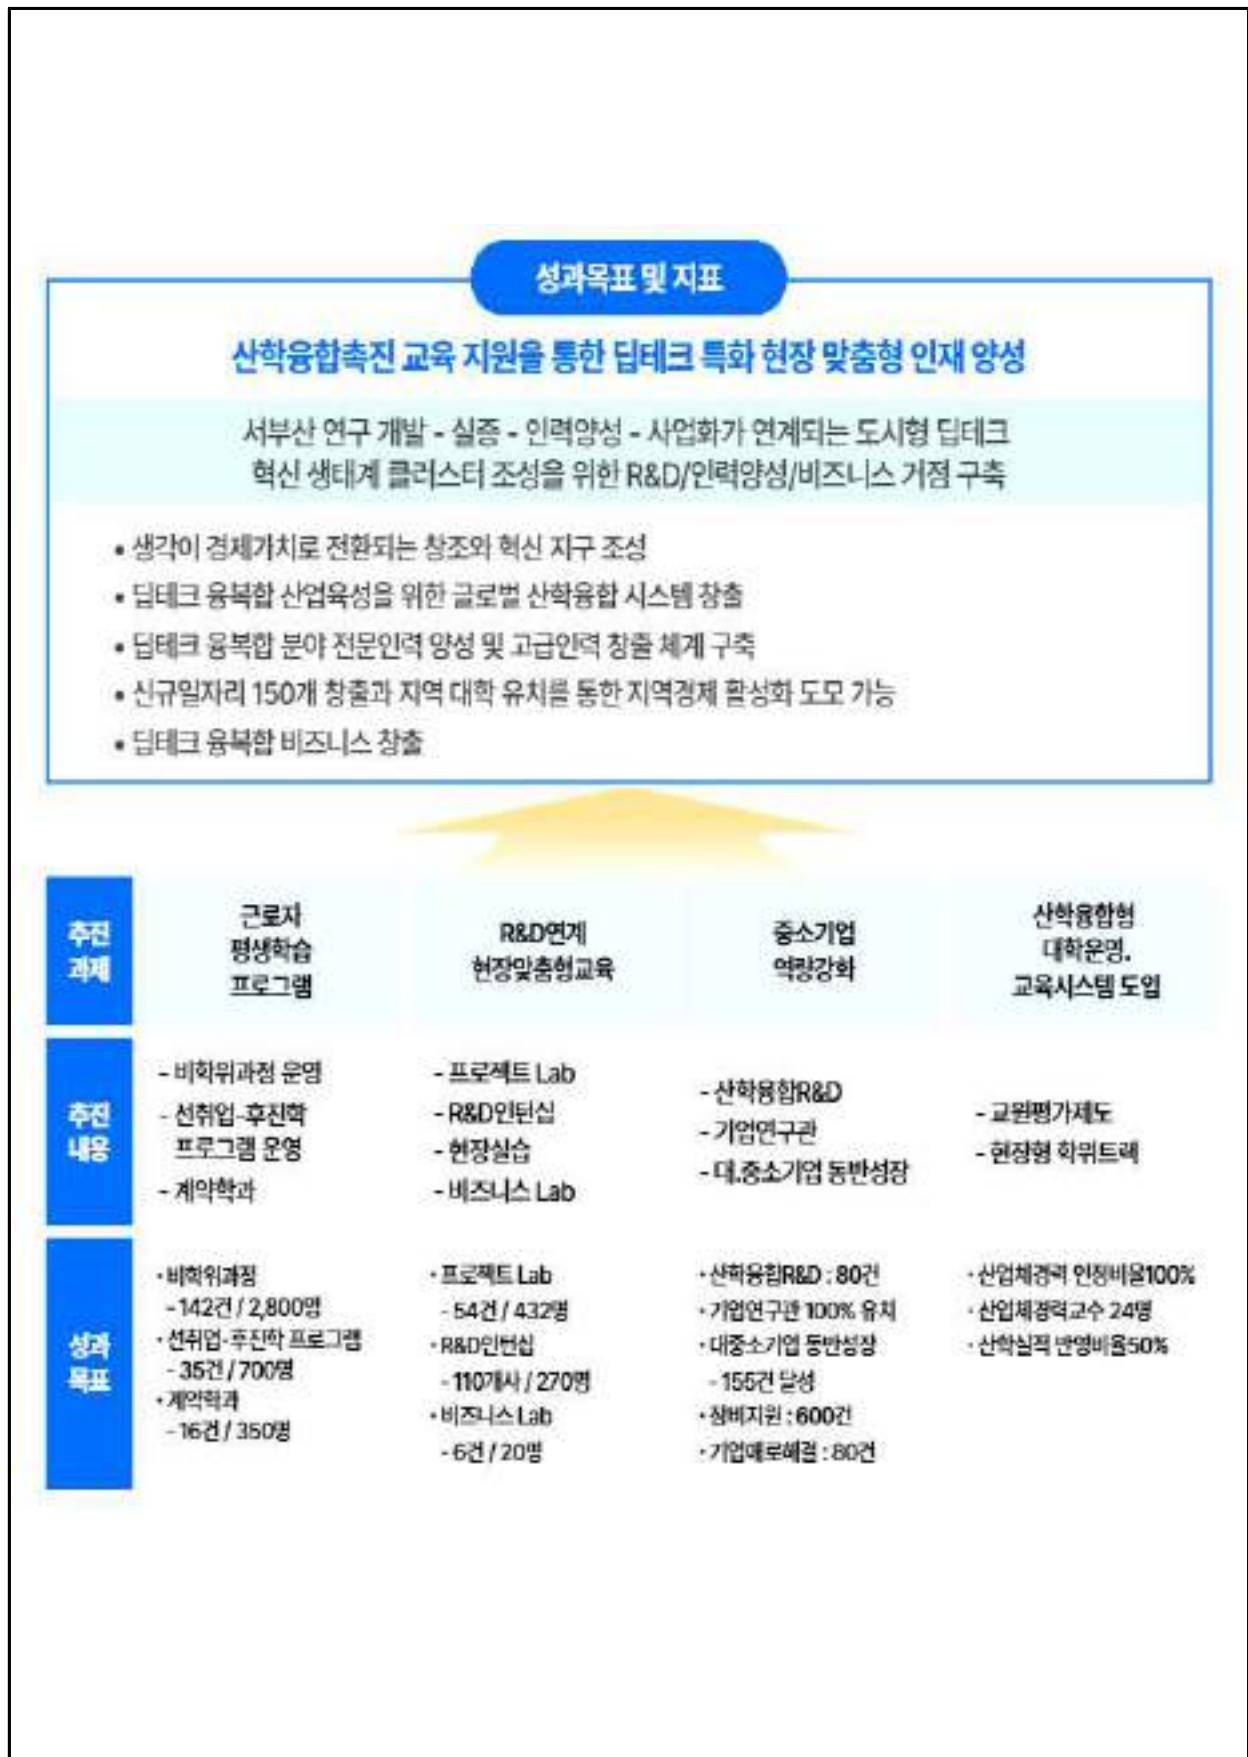 성과목표 및 지표
산학융합촉진 교육 지원을 통한 딥테크 특화 현장 맞춤형 인재 양성
서부산 연구 개발 - 실증 - 인력양성 - 사업화가 연계되는 도시형 딥테크
혁신 생태계 클러스터 조성을 위한 R&D/인력양성/비즈니스 거점 구축
• 생각이 경제가치로 전환되는 창조와 혁신 지구 조성
• 딥테크 융복합 산업육성을 위한 글로벌 산학융합 시스템 창출
• 딥테크 융복합 분야 전문인력 양성 및 고급인력 창출 체계 구축
• 신규일자리 150개 창출과 지역 대학 유치를 통한 지역경제 활성화 도모 가능
• 딥테크 융복합 비즈니스 창출
추진
과제
근로자
평생학습
프로그램
R&D연계
현장맞춤형교육
중소기업
역량강화
산학융합형
대학운영.
교육시스템 도입
추진
내용
- 비학위과정 운영
- 선취업-후진학
프로그램 운영
- 계약학과
- 프로젝트 Lab
- R&D인턴십
- 현장실습
- 비즈니스 Lab
- 산학융합R&D
- 기업연구관
- 대.중소기업 동반성장
- 교원평가제도
- 현장형 학위트랙
성과
목표
· 비학위과정
- 142건 / 2,800명
· 선취업-후진학 프로그램
- 35건 / 700명
· 계약학과
- 16건 / 350명
· 프로젝트 Lab
- 54건 / 432명
· R&D인턴십
- 110개사 / 270명
· 비즈니스 Lab
- 6건 / 20명
· 산학융합R&D : 80건
· 기업연구관 100% 유치
· 대중소기업 동반성장
- 155건 달성
· 장비지원 : 600건
· 기업애로해결 : 80건
· 산업체경력 인정비율100%
· 산업체경력교수 24명
· 산학실적 반영비율50%